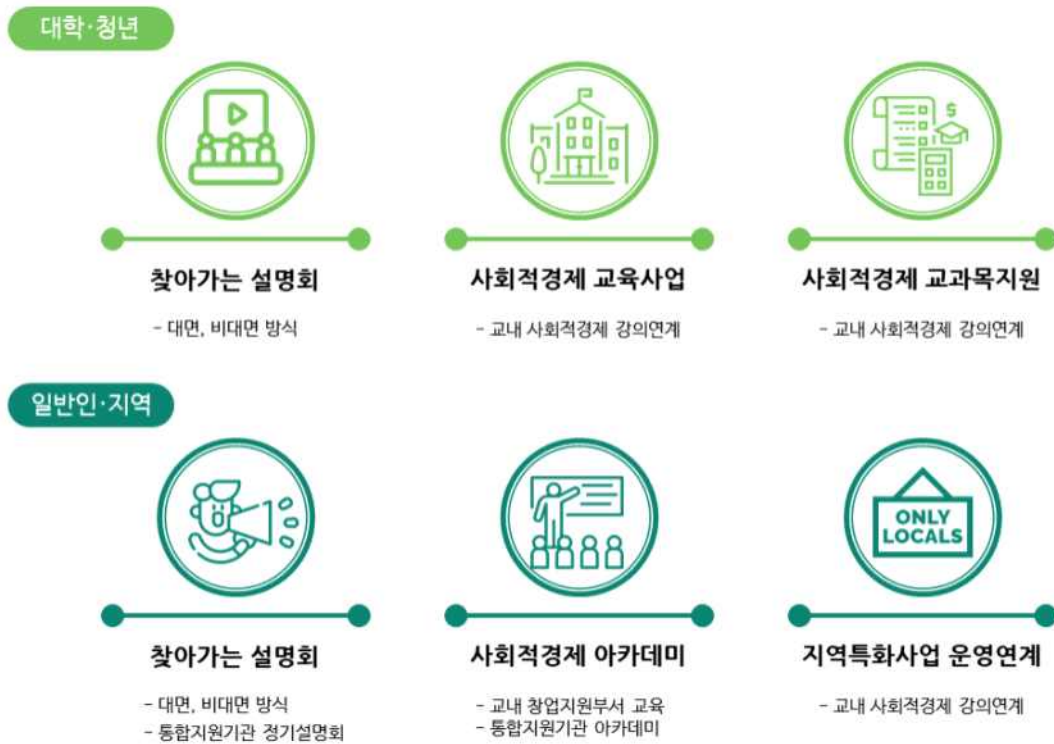 대학·청년
찾아가는 설명회
- 대면, 비대면 방식
사회적경제 교육사업
- 교내 사회적경제 강의연계
$
사회적경제 교과목지원
- 교내 사회적경제 강의연계
일반인·지역
찾아가는 설명회
- 대면, 비대면 방식
- 통합지원기관 정기설명회
사회적경제 아카데미
- 교내 창업지원부서 교육
- 통합지원기관 아카데미
ONLY
LOCALS
지역특화사업 운영연계
- 교내 사회적경제 강의연계